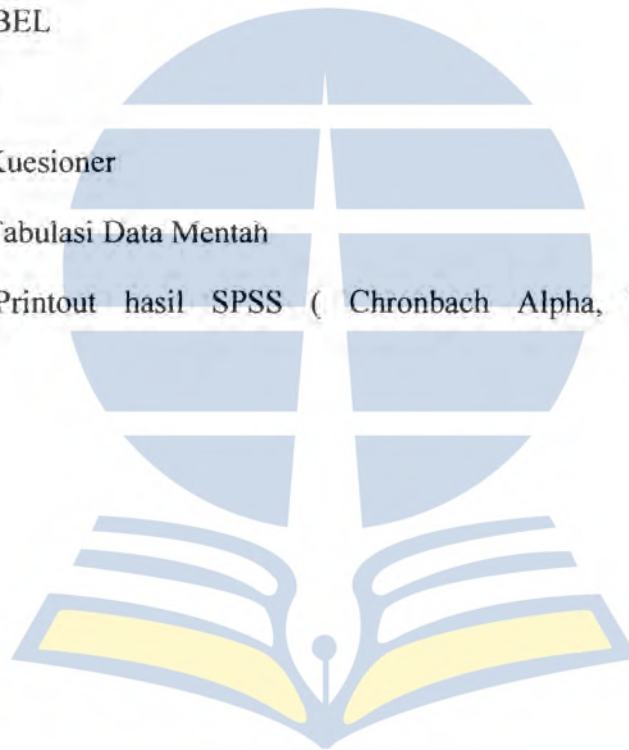 BEL
Kuesioner
Tabulasi Data Mentah
Printout hasil SPSS ( Chronbach Alpha,